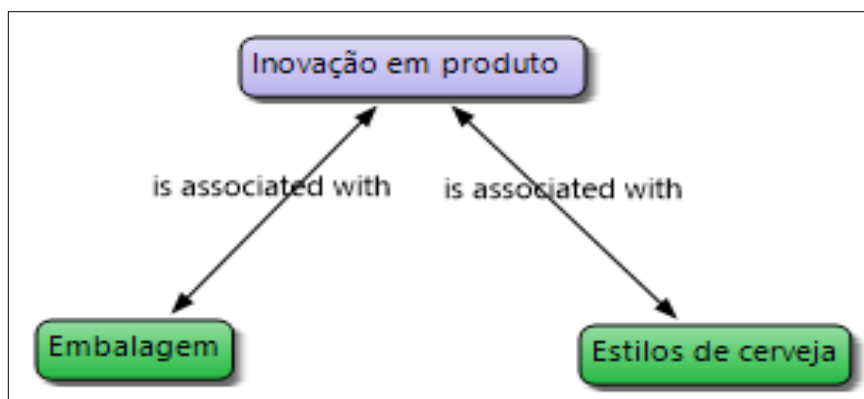 Inovação em produto
is associated with
is associated with
Embalagem
Estilos de cerveja